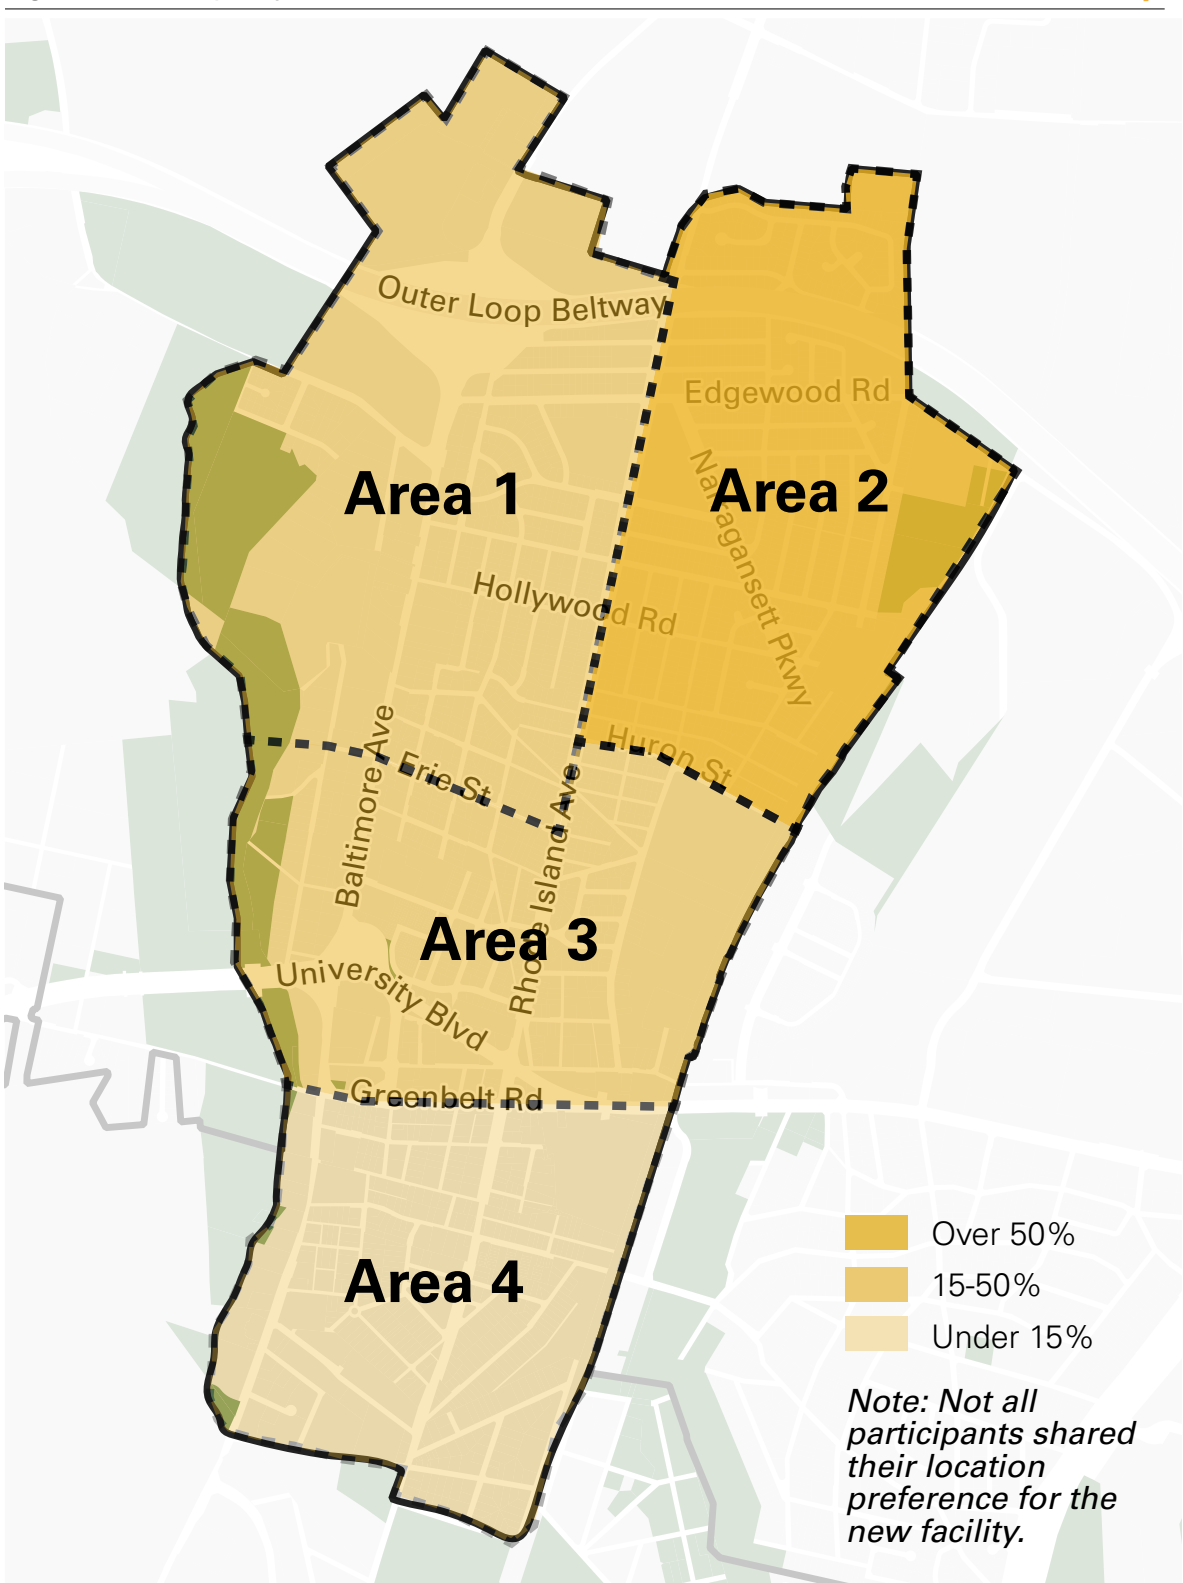 Outer Loop Beltway
Edgewood Rd
Area 1
Area 2
Narragansett Pkwy
Hollywood Rd
Huron St
Baltimore Ave
Erie St
Rhode Island Ave
Area 3
University Blvd
Greenbelt Rd
Area 4
Over 50%
15-50%
Under 15%
Note: Not all
participants shared
their location
preference for the
new facility.